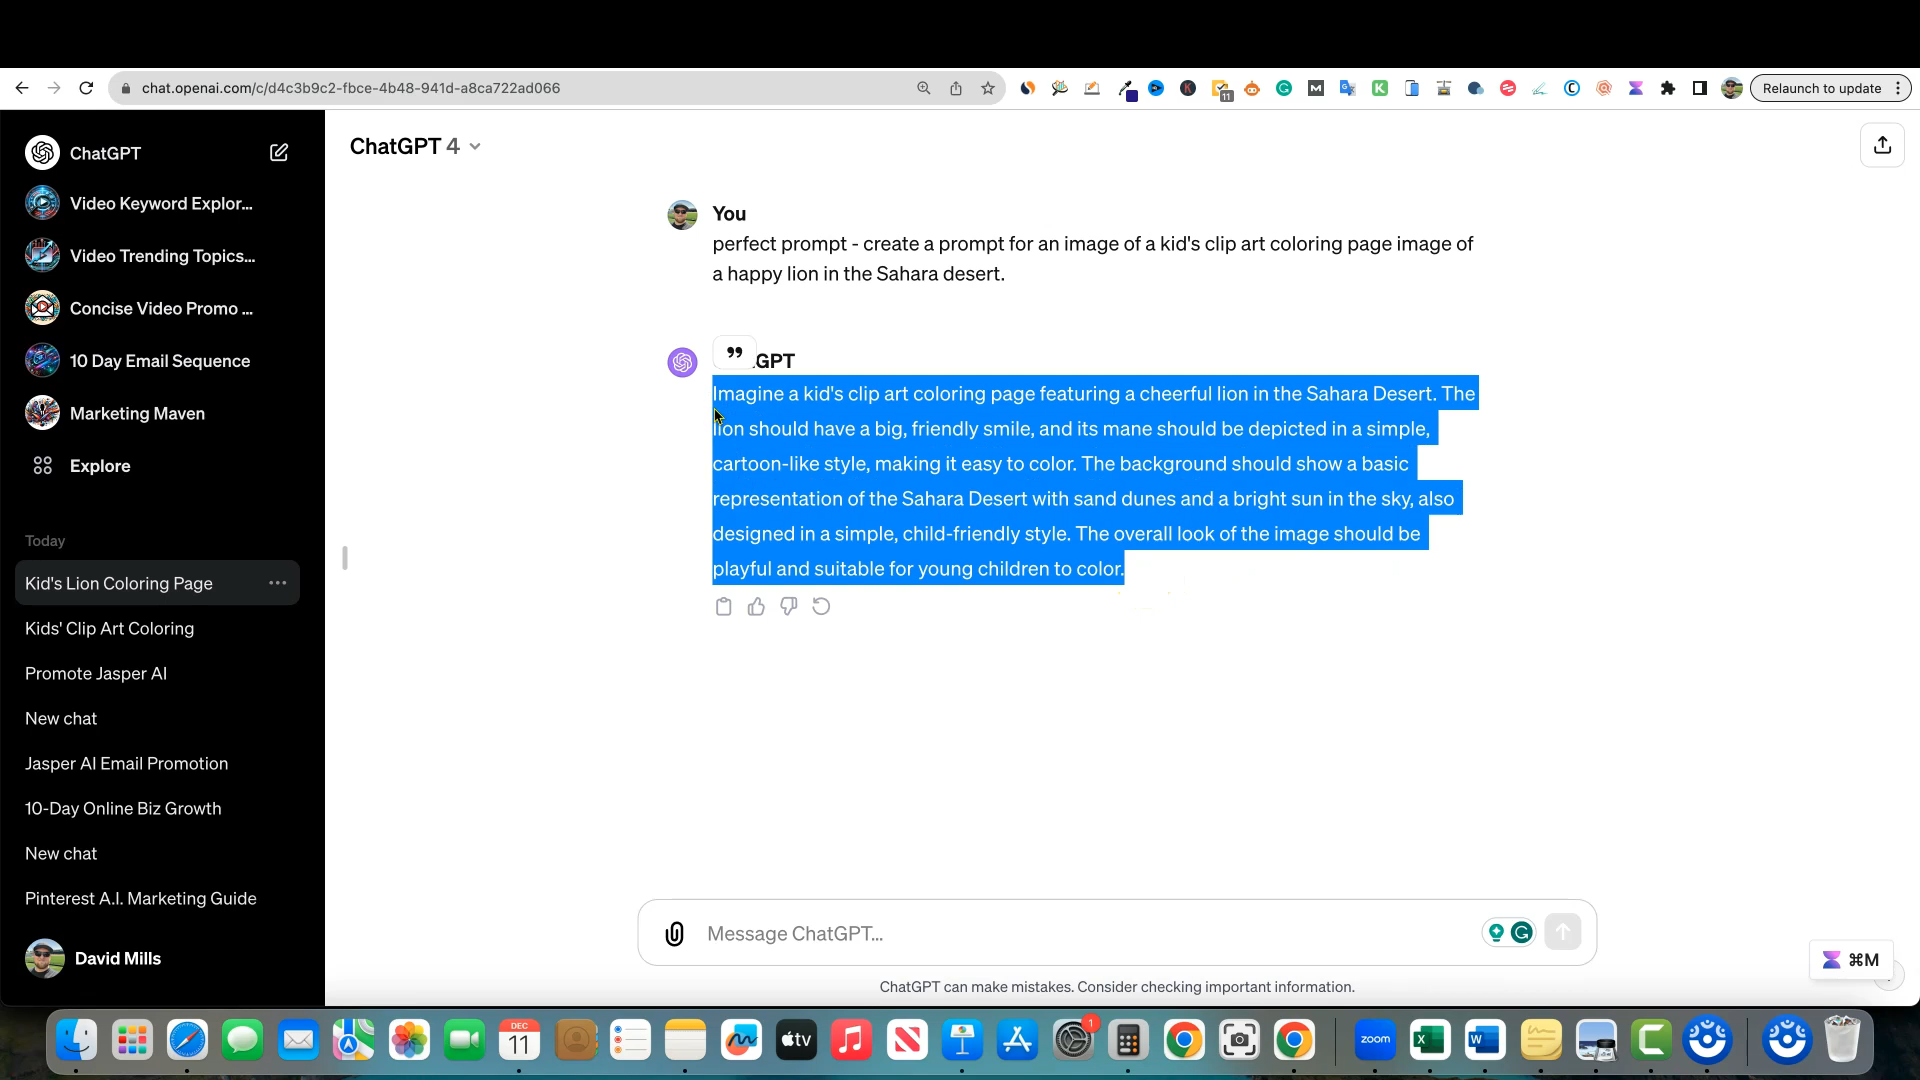 chat.openai.com/c/d4c3b9c2-fbce-4b48-941d-a8ca722ad066
11
Relaunch to update
ChatGPT
ChatGPT 4
Video Keyword Explor...
Video Trending Topics...
Concise Video Promo ...
10 Day Email Sequence
Marketing Maven
Explore
Today
Kid's Lion Coloring Page
Kids' Clip Art Coloring
Promote Jasper AI
New chat
Jasper AI Email Promotion
10-Day Online Biz Growth
New chat
Pinterest A.I. Marketing Guide
David Mills
You
perfect prompt - create a prompt for an image of a kid's clip art coloring page image of
a happy lion in the Sahara desert.
GPT
Imagine a kid's clip art coloring page featuring a cheerful lion in the Sahara Desert. The
lion should have a big, friendly smile, and its mane should be depicted in a simple,
cartoon-like style, making it easy to color. The background should show a basic
representation of the Sahara Desert with sand dunes and a bright sun in the sky, also
designed in a simple, child-friendly style. The overall look of the image should be
playful and suitable for young children to color.
Message ChatGPT...
⌘M
ChatGPT can make mistakes. Consider checking important information.
DEC
11
tv
1
zoom
X
W